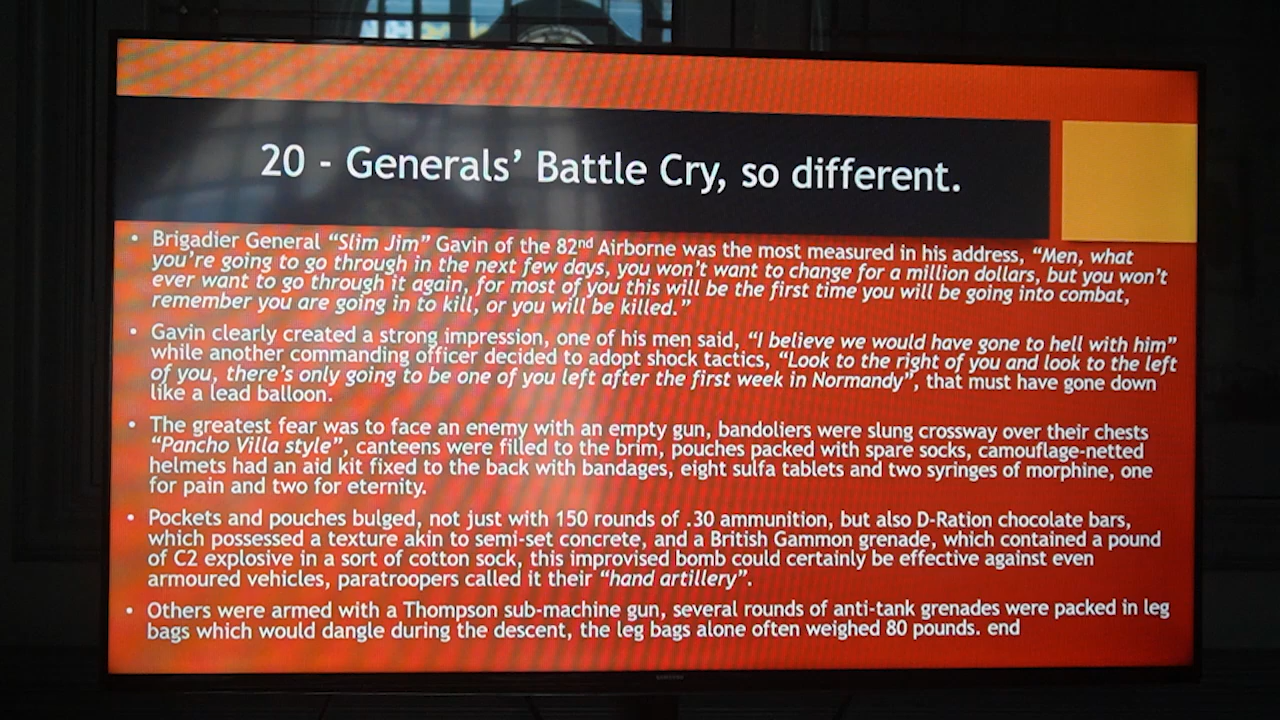 20 - Generals’ Battle Cry, so different.
• Brigadier General “Slim Jim” Gavin of the 82nd Airborne was the most measured in his address, “Men, what
you’re going to go through in the next few days, you won’t want to change for a million dollars, but you won’t
ever want to go through it again, for most of you this will be the first time you will be going into combat,
remember you are going in to kill, or you will be killed.”
• Gavin clearly created a strong impression, one of his men said, “I believe we would have gone to hell with him”
while another commanding officer decided to adopt shock tactics, “Look to the right of you and look to the left
of you, there’s only going to be one of you left after the first week in Normandy”, that must have gone down
like a lead balloon.
• The greatest fear was to face an enemy with an empty gun, bandoliers were slung crossway over their chests
“Pancho Villa style”, canteens were filled to the brim, pouches packed with spare socks, camouflage-netted
helmets had an aid kit fixed to the back with bandages, eight sulfa tablets and two syringes of morphine, one
for pain and two for eternity.
• Pockets and pouches bulged, not just with 150 rounds of .30 ammunition, but also D-Ration chocolate bars,
which possessed a texture akin to semi-set concrete, and a British Gammon grenade, which contained a pound
of C2 explosive in a sort of cotton sock, this improvised bomb could certainly be effective against even
armoured vehicles, paratroopers called it their “hand artillery”.
• Others were armed with a Thompson sub-machine gun, several rounds of anti-tank grenades were packed in leg
bags which would dangle during the descent, the leg bags alone often weighed 80 pounds. end
SAMSUNG